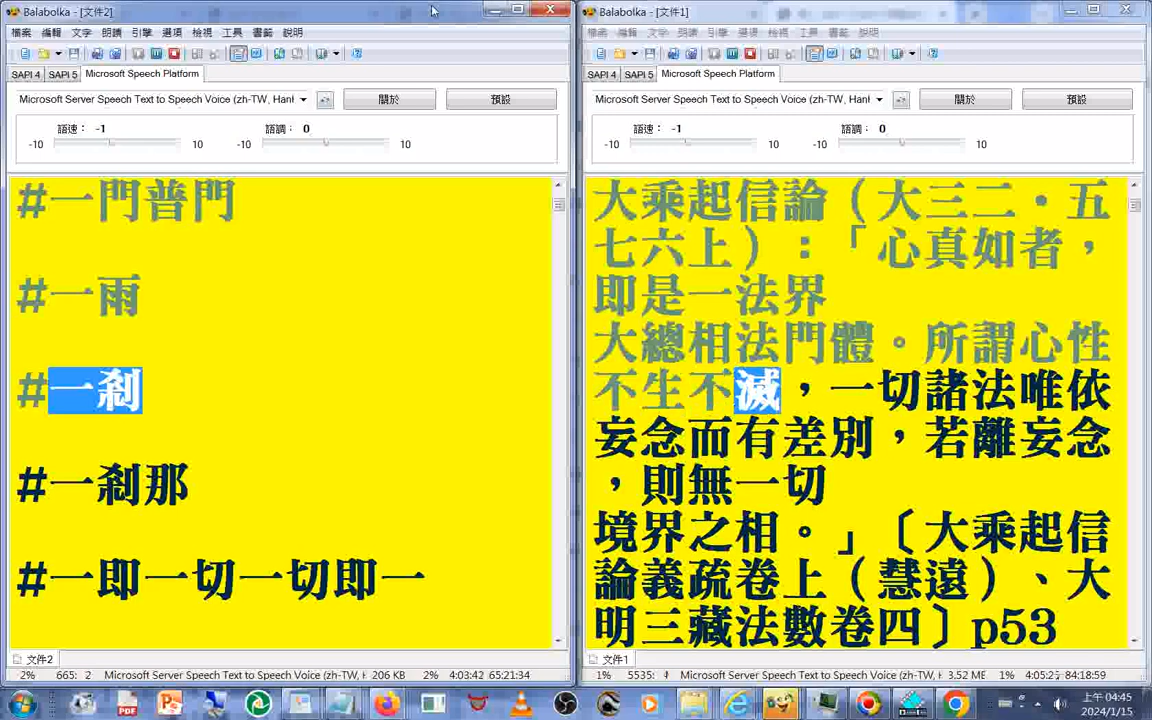 Balabolka - [文件2]
檔案 編輯 文字 朗讀 引擎 選項 檢視 工具 書籤 說明
SAPI 4 SAPI 5 Microsoft Speech Platform
Microsoft Server Speech Text to Speech Voice (zh-TW, Hanl
關於 預設
語速： -1 語調： 0
-10 10 -10 10
#一門普門
#一雨
#一剎
#一剎那
#一即一切一切即一
文件2
2% 665: 2 Microsoft Server Speech Text to Speech Voice (zh-TW, 206 KB 2% 4:03:42 65:21:34
Balabolka - [文件1]
檔案 編輯 文字 朗讀 引擎 選項 檢視 工具 書籤 說明
SAPI 4 SAPI 5 Microsoft Speech Platform
Microsoft Server Speech Text to Speech Voice (zh-TW, Hanl
關於 預設
語速： -1 語調： 0
-10 10 -10 10
大乘起信論（大三二・五
七六上）：「心真如者，
即是一法界
大總相法門體。所謂心性
不生不滅，一切諸法唯依
妄念而有差別，若離妄念
，則無一切
境界之相。」〔大乘起信
論義疏卷上（慧遠）、大
明三藏法數卷四〕p53
文件1
1% 5535: Microsoft Server Speech Text to Speech Voice (zh-TW, 3.52 ME 1% 4:05:2 84:18:59
PDF
上午 04:45
2024/1/15